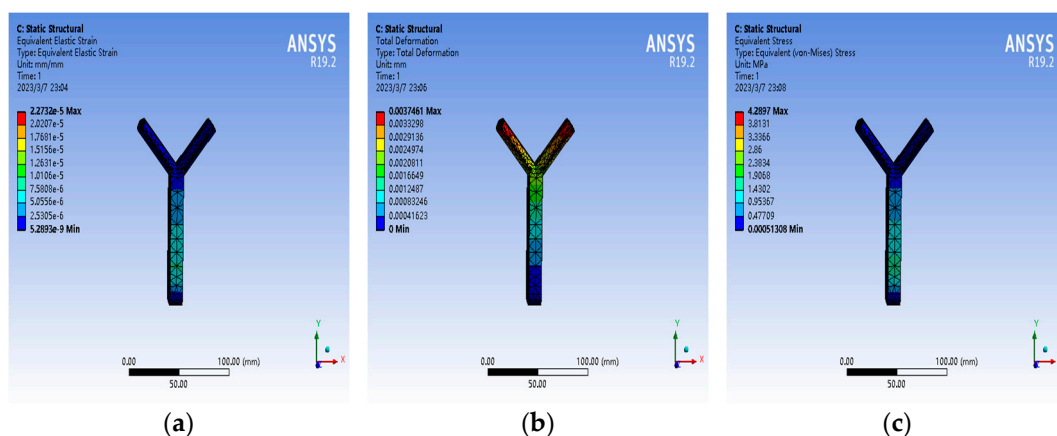 C: Static Structural
Equivalent Elastic Strain
Type: Equivalent Elastic Strain
Unit: mm/mm
Time: 1
2023/3/7 23:04
ANSYS
R19.2
2.2732e-5 Max
2.0207e-5
1.7681e-5
1.5156e-5
1.2631e-5
1.0106e-5
7.5808e-6
5.0556e-6
2.5305e-6
5.2893e-9 Min
Y
X
0.00
100.00 (mm)
50.00
(a)
C: Static Structural
Total Deformation
Type: Total Deformation
Unit: mm
Time: 1
2023/3/7 23:06
ANSYS
R19.2
0.0037461 Max
0.0033298
0.0029136
0.0024974
0.0020811
0.0016649
0.0012487
0.00083246
0.00041623
0 Min
Y
X
0.00
100.00 (mm)
50.00
(b)
C: Static Structural
Equivalent Stress
Type: Equivalent (von-Mises) Stress
Unit: MPa
Time: 1
2023/3/7 23:08
ANSYS
R19.2
4.2897 Max
3.8131
3.3366
2.86
2.3834
1.9068
1.4302
0.95367
0.47709
0.00051308 Min
Y
X
0.00
100.00 (mm)
50.00
(c)